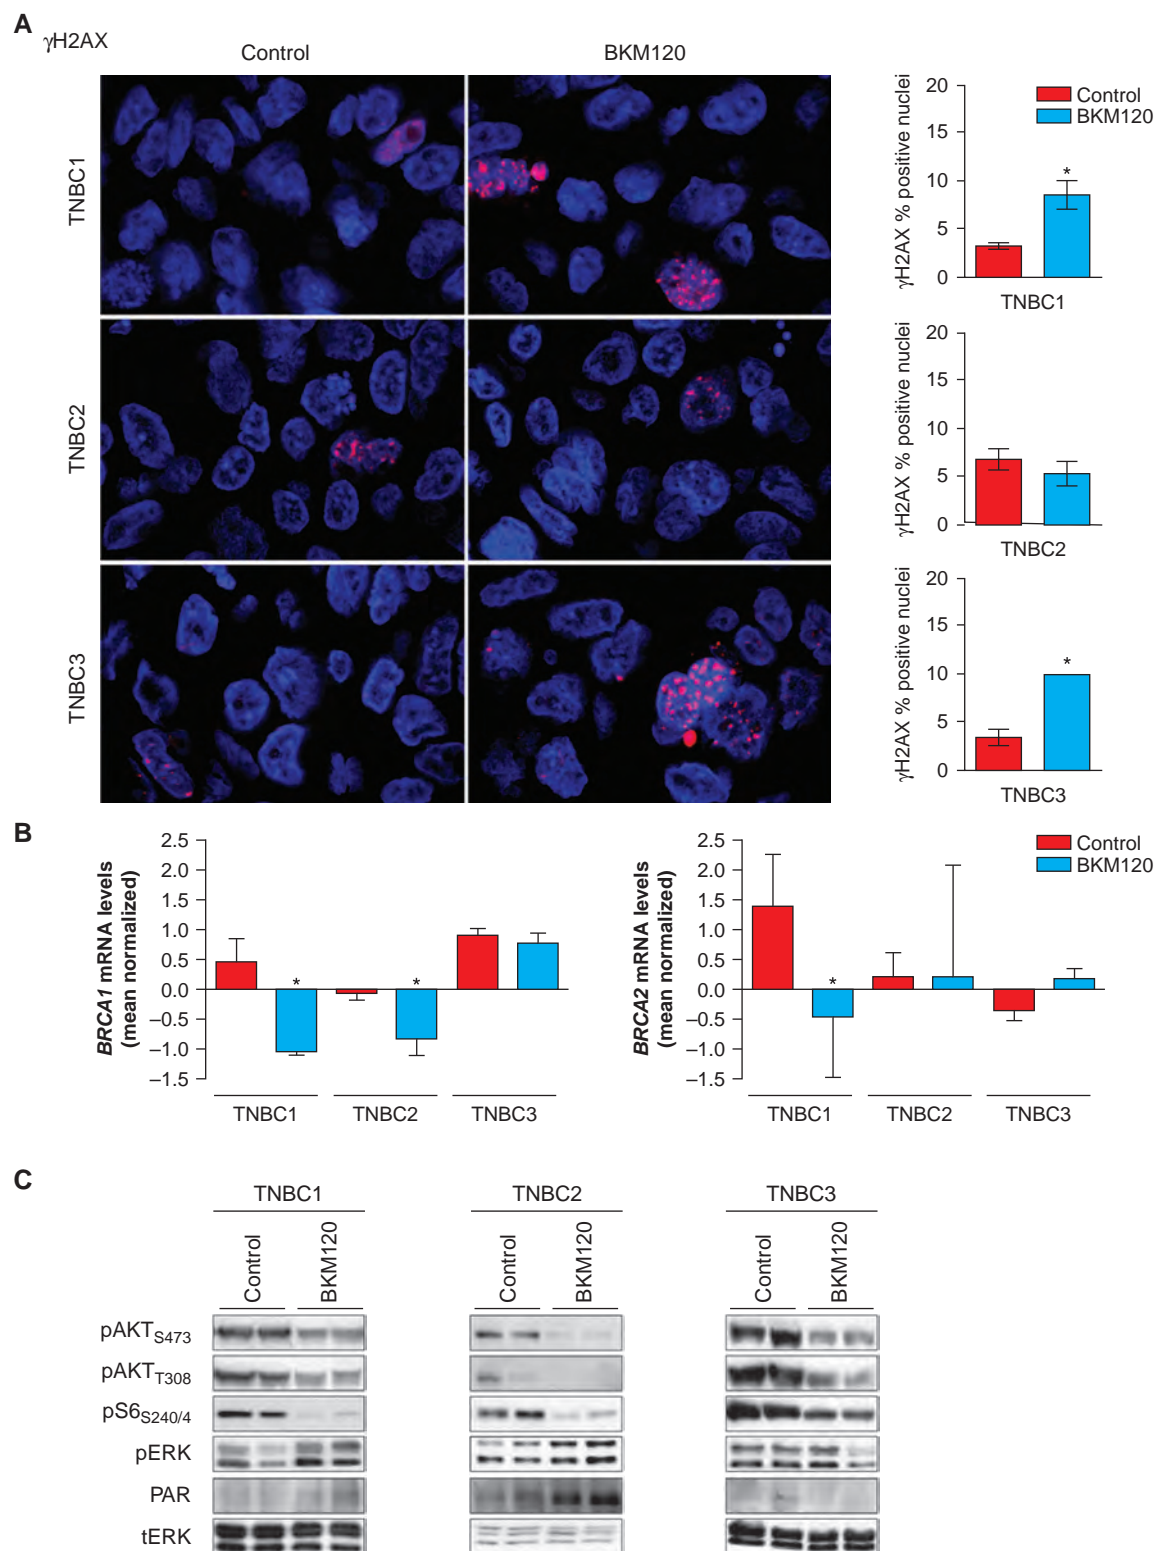 A
γH2AX
Control
BKM120
TNBC1
TNBC2
TNBC3
γH2AX % positive nuclei
20
15
10
5
0
*
Control
BKM120
TNBC1
γH2AX % positive nuclei
20
15
10
5
0
TNBC2
γH2AX % positive nuclei
20
15
10
5
0
*
TNBC3
B
BRCA1 mRNA levels
(mean normalized)
2.5
2.0
1.5
1.0
0.5
0.0
–0.5
–1.0
–1.5
*
*
TNBC1
TNBC2
TNBC3
BRCA2 mRNA levels
(mean normalized)
2.5
2.0
1.5
1.0
0.5
0.0
–0.5
–1.0
–1.5
*
TNBC1
TNBC2
TNBC3
Control
BKM120
C
TNBC1
TNBC2
TNBC3
Control
BKM120
Control
BKM120
Control
BKM120
pAKTS473
pAKTT308
pS6S240/4
pERK
PAR
tERK